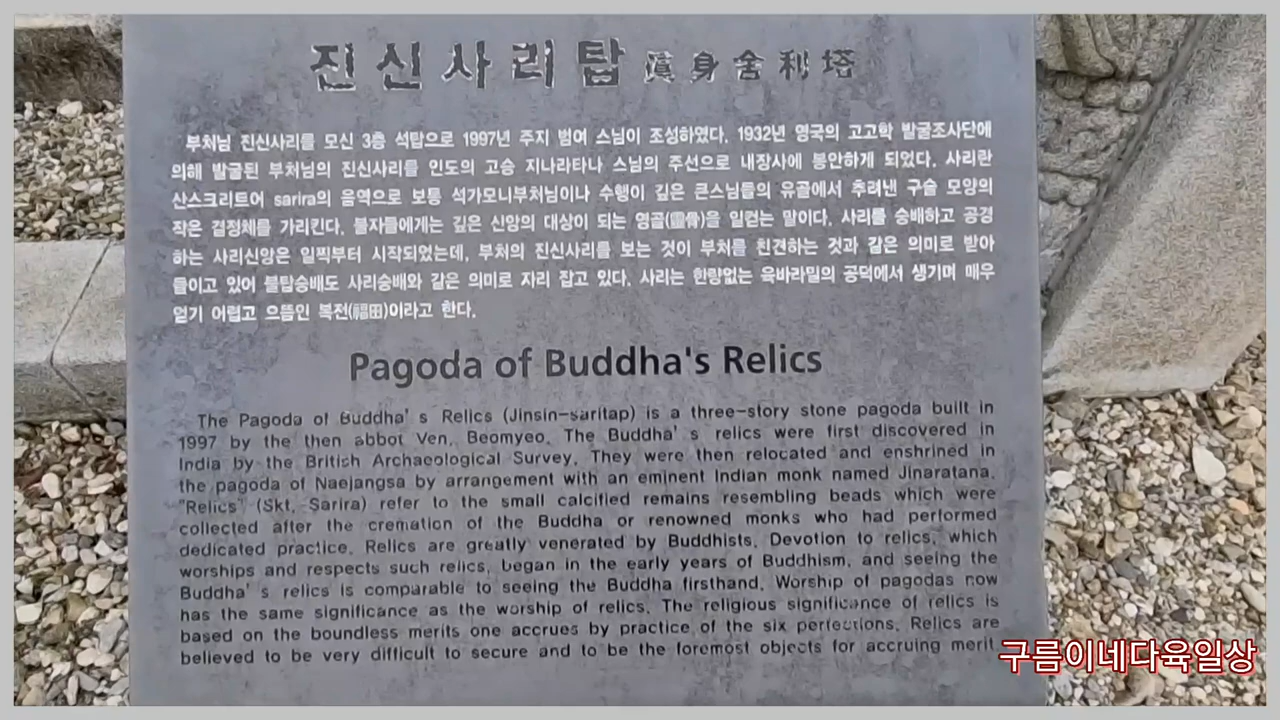 진신사리탑 眞身舍利塔
부처님 진신사리를 모신 3층 석탑으로 1997년 주지 범여 스님이 조성하였다. 1932년 영국의 고고학 발굴조사단에
의해 발굴된 부처님의 진신사리를 인도의 고승 지나라타나 스님의 주선으로 내장사에 봉안하게 되었다. 사리란
산스크리트어 sarira의 음역으로 보통 석가모니부처님이나 수행이 깊은 큰스님들의 유골에서 추려낸 구슬 모양의
작은 결정체를 가리킨다. 불자들에게는 깊은 신앙의 대상이 되는 영골(靈骨)을 일컫는 말이다. 사리를 숭배하고 공경
하는 사리신앙은 일찍부터 시작되었는데, 부처의 진신사리를 보는 것이 부처를 친견하는 것과 같은 의미로 받아
들이고 있어 불탑숭배도 사리숭배와 같은 의미로 자리 잡고 있다. 사리는 한량없는 육바라밀의 공덕에서 생기며 매우
얻기 어렵고 으뜸인 복전(福田)이라고 한다.
Pagoda of Buddha's Relics
The Pagoda of Buddha's Relics (Jinsin-saritap) is a three-story stone pagoda built in
1997 by the then abbot Ven. Beomyeo. The Buddha's relics were first discovered in
India by the British Archaeological Survey. They were then relocated and enshrined in
the pagoda of Naejangsa by arrangement with an eminent Indian monk named Jinaratana.
"Relics" (Skt. Sarira) refer to the small calcified remains resembling beads which were
collected after the cremation of the Buddha or renowned monks who had performed
dedicated practice. Relics are greatly venerated by Buddhists. Devotion to relics, which
worships and respects such relics, began in the early years of Buddhism, and seeing the
Buddha's relics is comparable to seeing the Buddha firsthand. Worship of pagodas now
has the same significance as the worship of relics. The religious significance of relics is
based on the boundless merits one accrues by practice of the six perfections. Relics are
believed to be very difficult to secure and to be the foremost objects for accruing merit.
구름이네다육일상